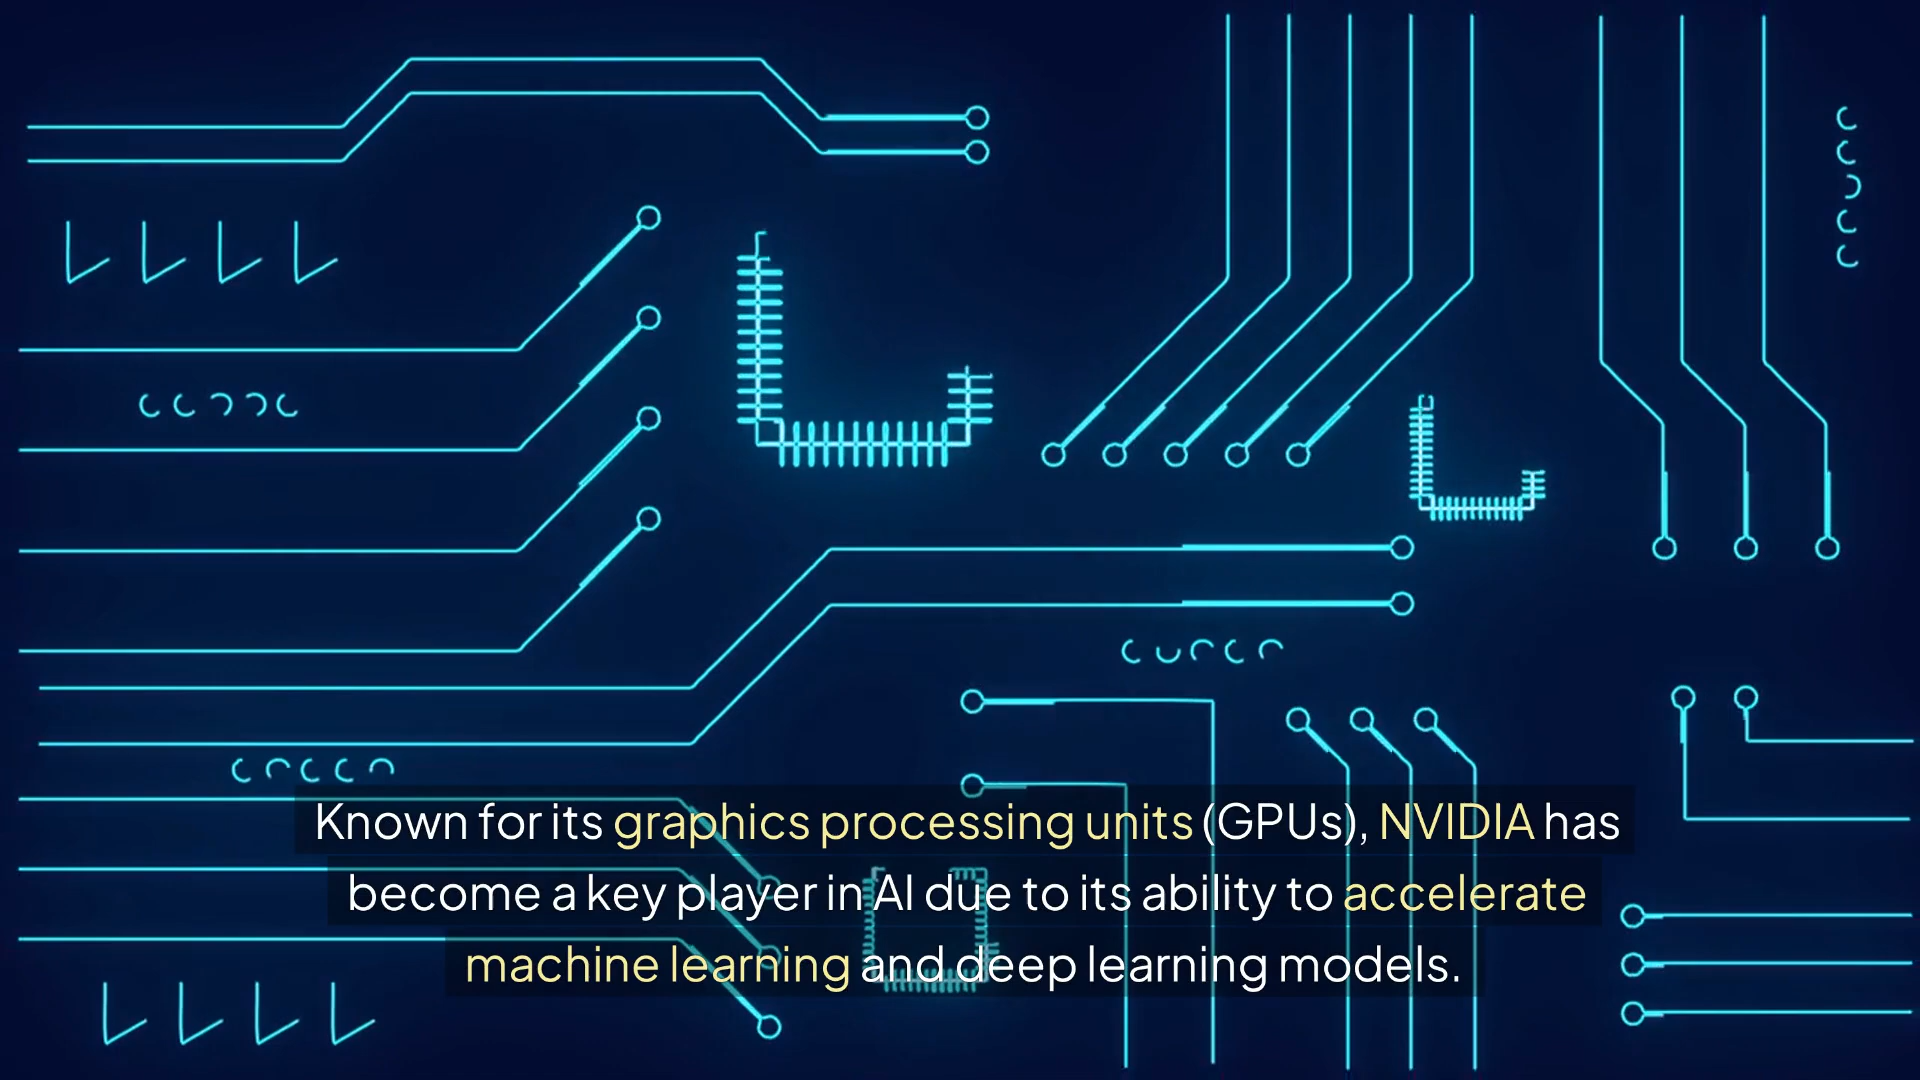 Known for its graphics processing units (GPUs), NVIDIA has
become a key player in AI due to its ability to accelerate
machine learning and deep learning models.